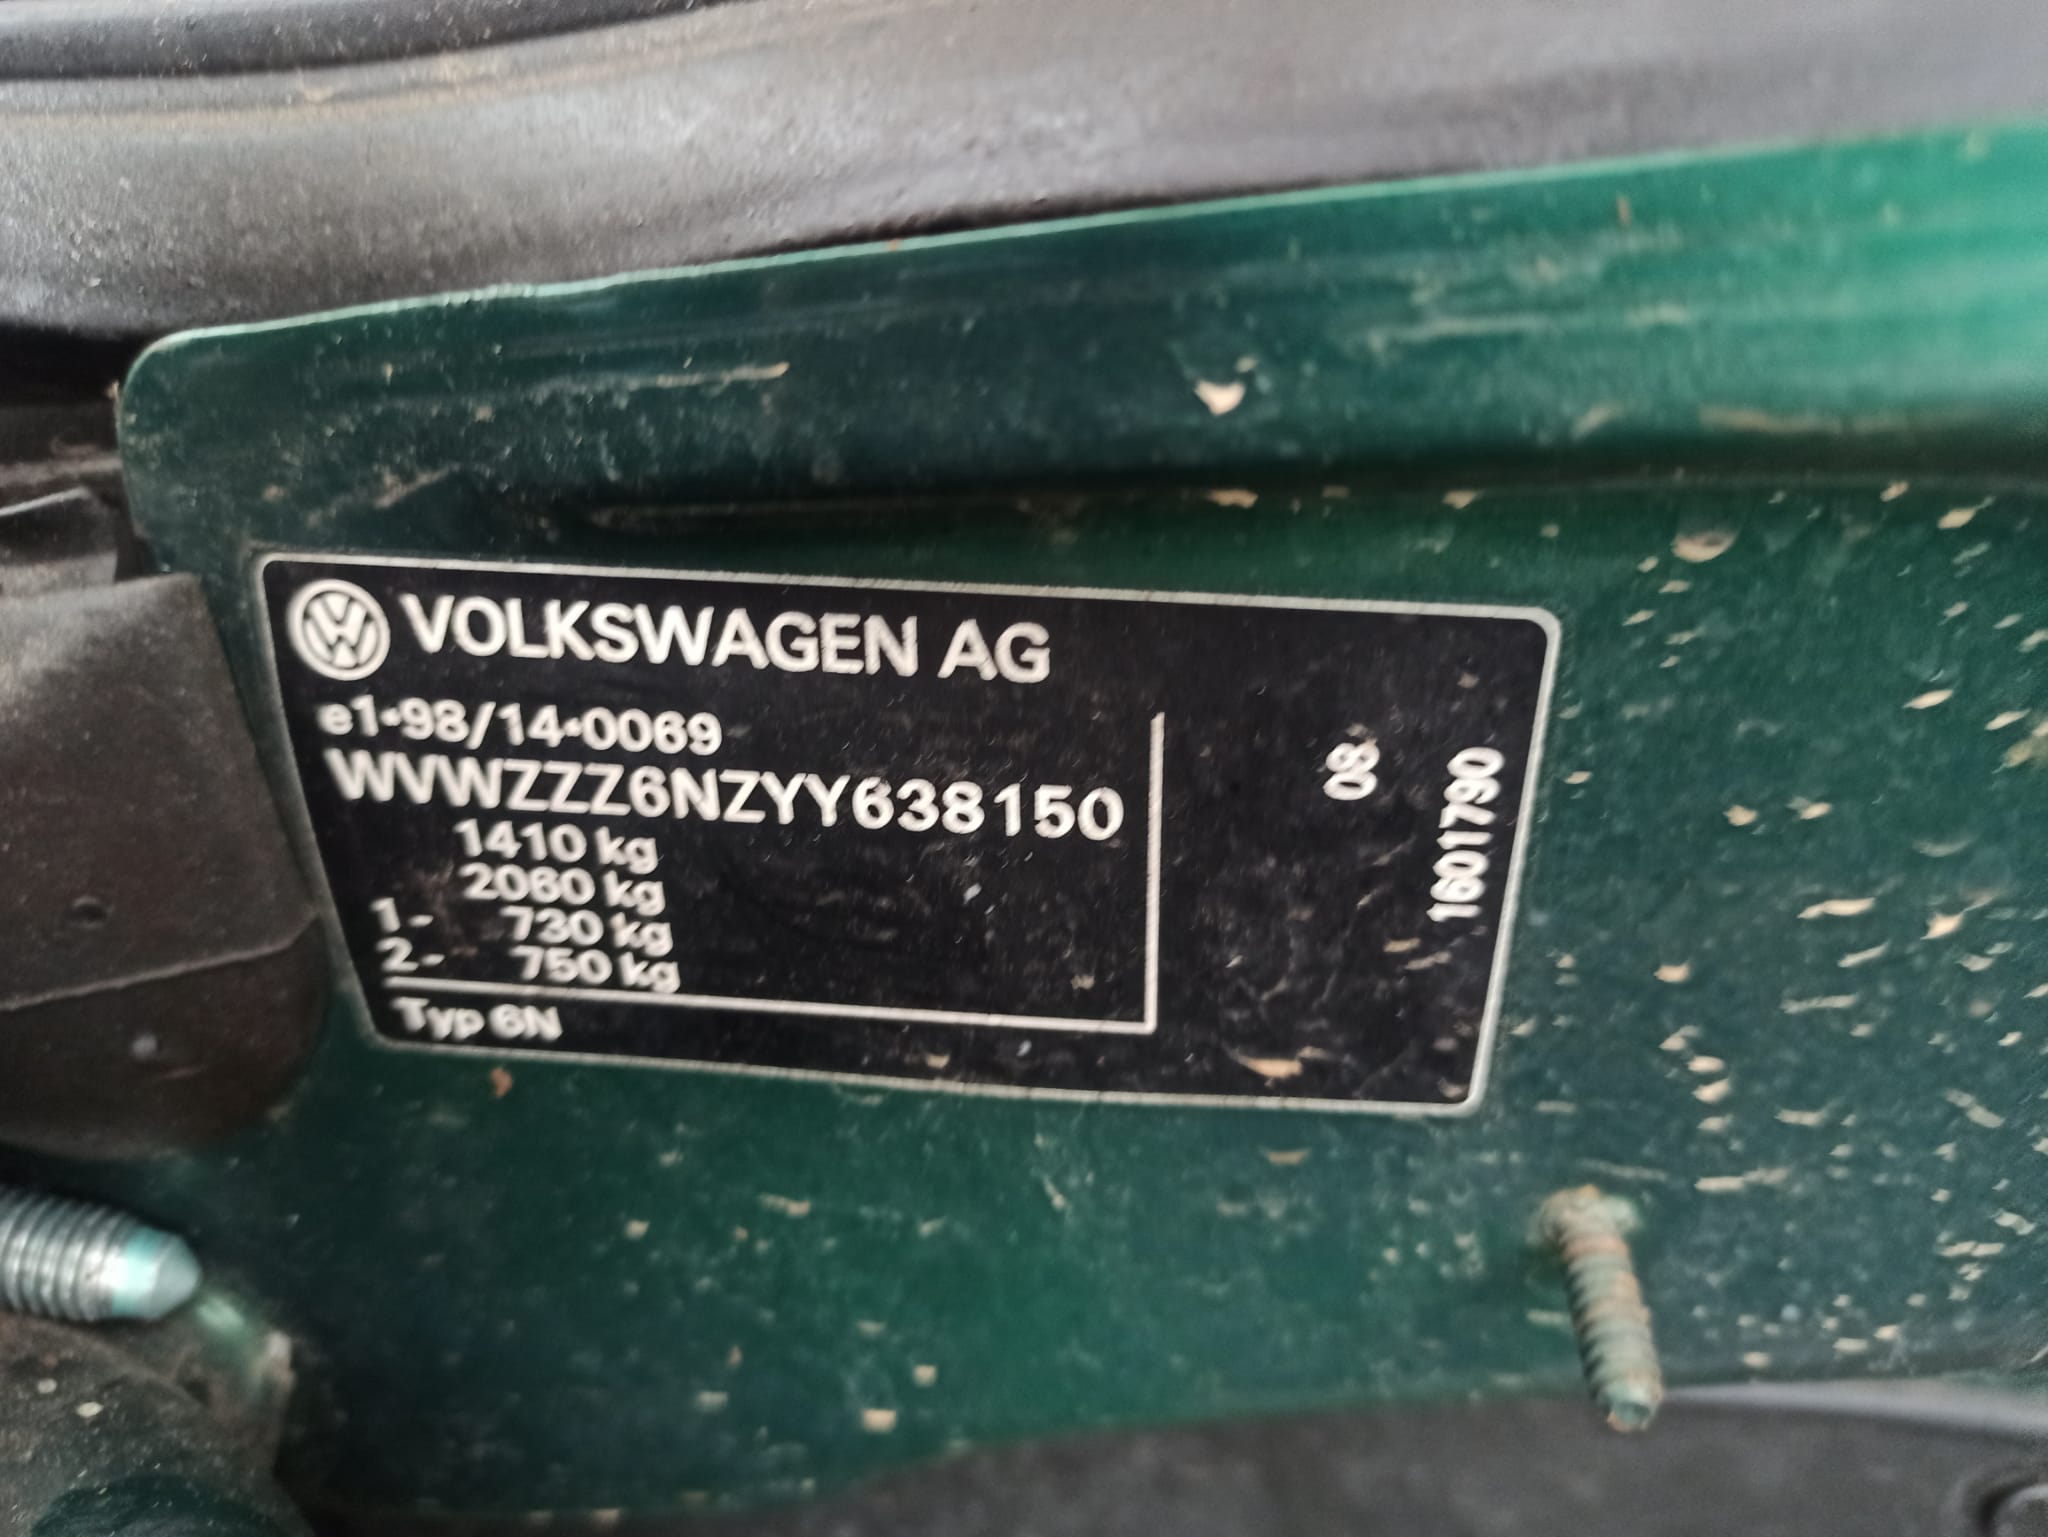 VOLKSWAGEN AG
e1*98/14*0069
WVWZZZ6NZYY638150
1410 kg
2060 kg
1- 730 kg
2- 750 kg
Typ 6N
08
1601790